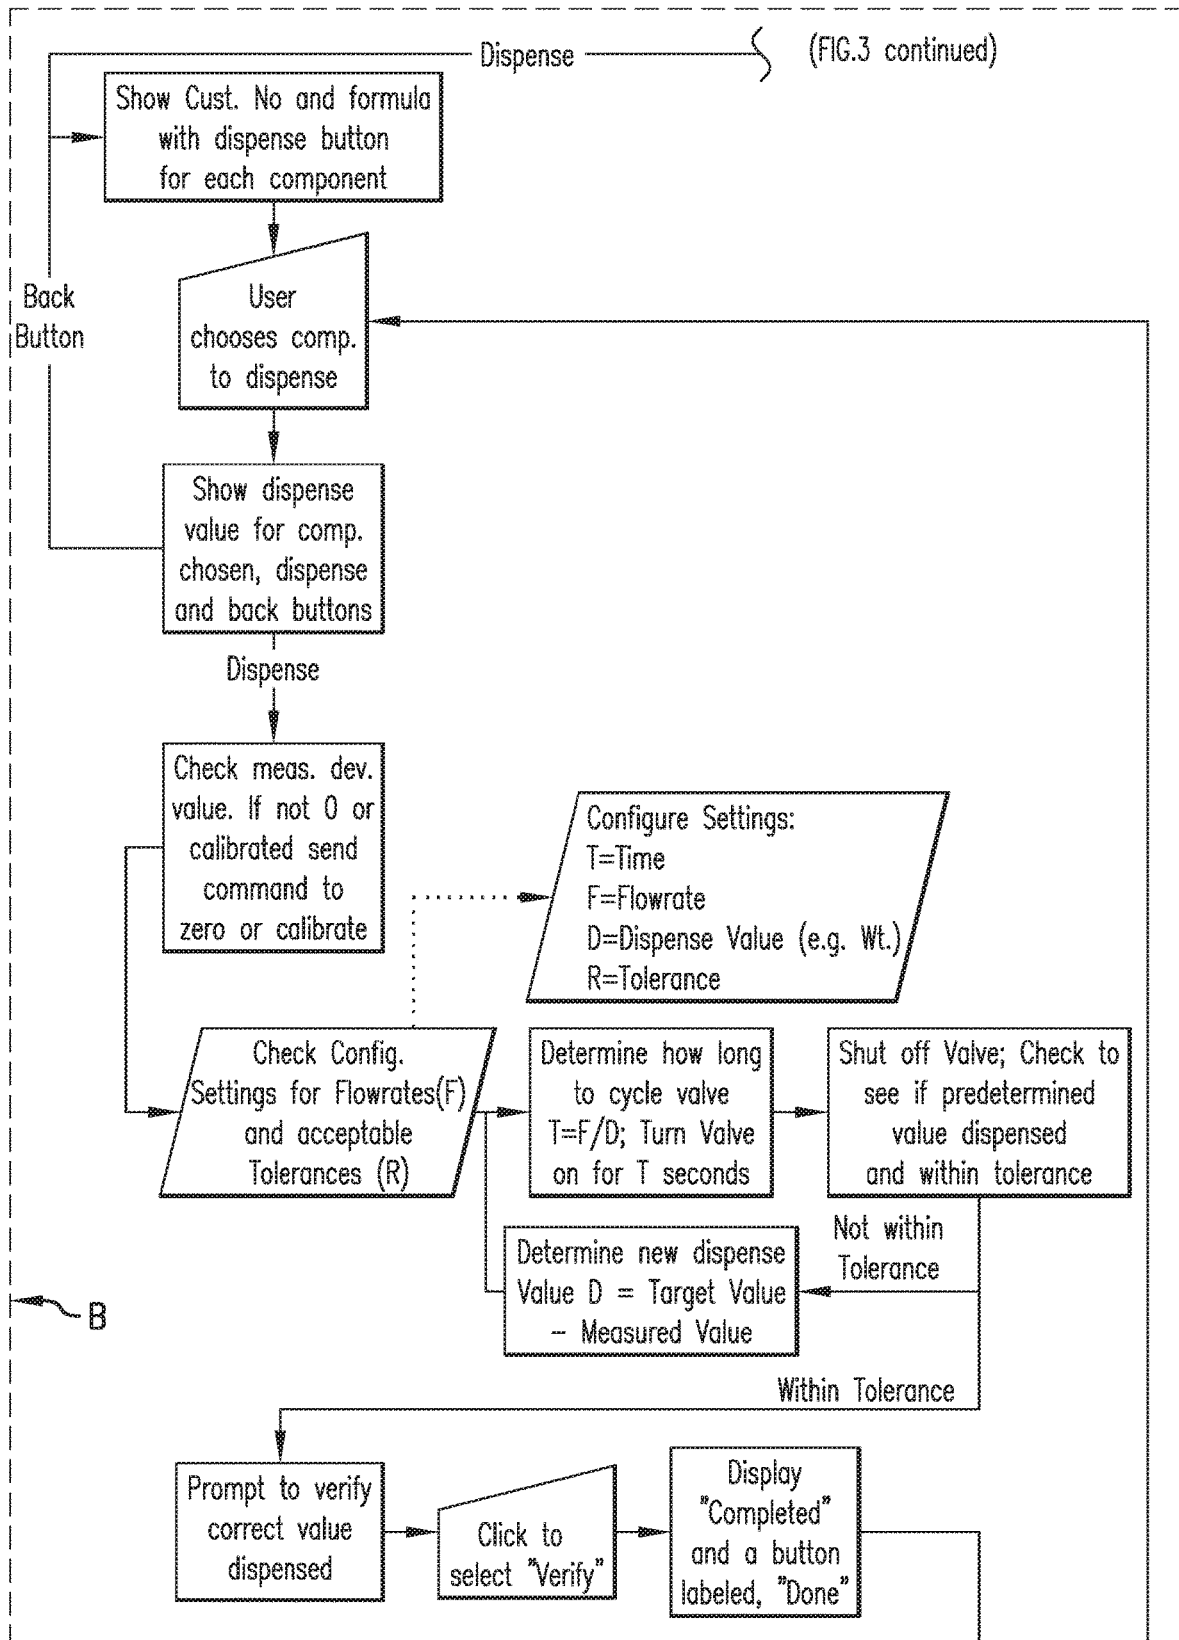 Dispense
(FIG.3 continued)
Show Cust. No and formula
with dispense button
for each component
Back
Button
User
chooses comp.
to dispense
Show dispense
value for comp.
chosen, dispense
and back buttons
Dispense
Check meas. dev.
value. If not 0 or
calibrated send
command to
zero or calibrate
Configure Settings:
T=Time
F=Flowrate
D=Dispense Value (e.g. Wt.)
R=Tolerance
Check Config.
Settings for Flowrates(F)
and acceptable
Tolerances (R)
Determine how long
to cycle valve
T=F/D; Turn Valve
on for T seconds
Shut off Valve; Check to
see if predetermined
value dispensed
and within tolerance
Not within
Tolerance
Determine new dispense
Value D = Target Value
- Measured Value
B
Within Tolerance
Prompt to verify
correct value
dispensed
Click to
select "Verify"
Display
"Completed"
and a button
labeled, "Done"